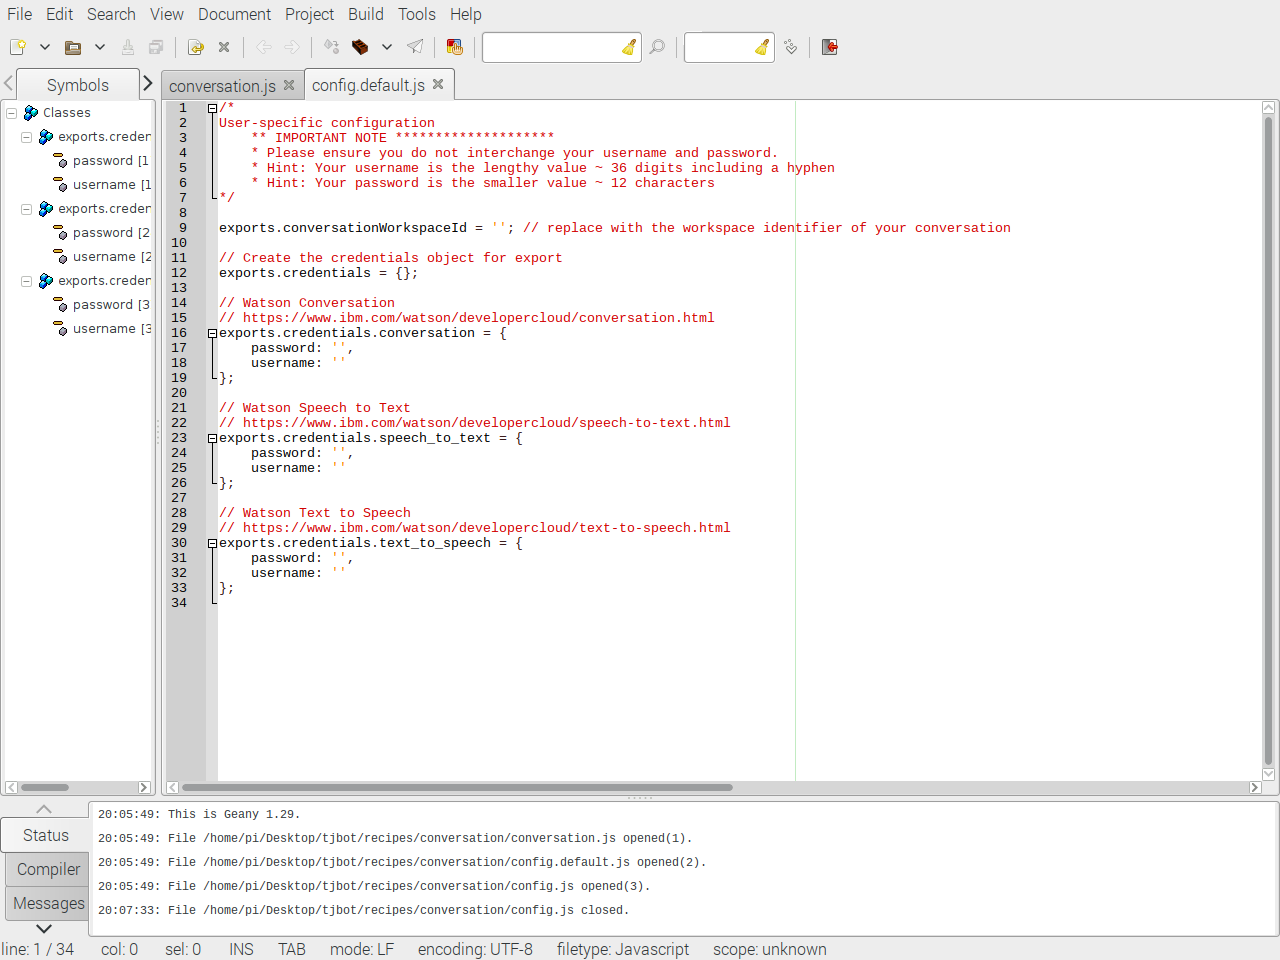 File Edit Search View Document Project Build Tools Help
Symbols
conversation.js
config.default.js
Classes
exports.creden
password [1
username [1
exports.creden
password [2
username [2
exports.creden
password [3
username [3
1 /*
2 User-specific configuration
3 ** IMPORTANT NOTE ********************
4 * Please ensure you do not interchange your username and password.
5 * Hint: Your username is the lengthy value ~ 36 digits including a hyphen
6 * Hint: Your password is the smaller value ~ 12 characters
7 */
8
9 exports.conversationWorkspaceId = ''; // replace with the workspace identifier of your conversation
10
11 // Create the credentials object for export
12 exports.credentials = {};
13
14 // Watson Conversation
15 // https://www.ibm.com/watson/developercloud/conversation.html
16 exports.credentials.conversation = {
17 password: '',
18 username: ''
19 };
20
21 // Watson Speech to Text
22 // https://www.ibm.com/watson/developercloud/speech-to-text.html
23 exports.credentials.speech_to_text = {
24 password: '',
25 username: ''
26 };
27
28 // Watson Text to Speech
29 // https://www.ibm.com/watson/developercloud/text-to-speech.html
30 exports.credentials.text_to_speech = {
31 password: '',
32 username: ''
33 };
34
Status
Compiler
Messages
20:05:49: This is Geany 1.29.
20:05:49: File /home/pi/Desktop/tjbot/recipes/conversation/conversation.js opened(1).
20:05:49: File /home/pi/Desktop/tjbot/recipes/conversation/config.default.js opened(2).
20:05:49: File /home/pi/Desktop/tjbot/recipes/conversation/config.js opened(3).
20:07:33: File /home/pi/Desktop/tjbot/recipes/conversation/config.js closed.
line: 1 / 34 col: 0 sel: 0 INS TAB mode: LF encoding: UTF-8 filetype: Javascript scope: unknown